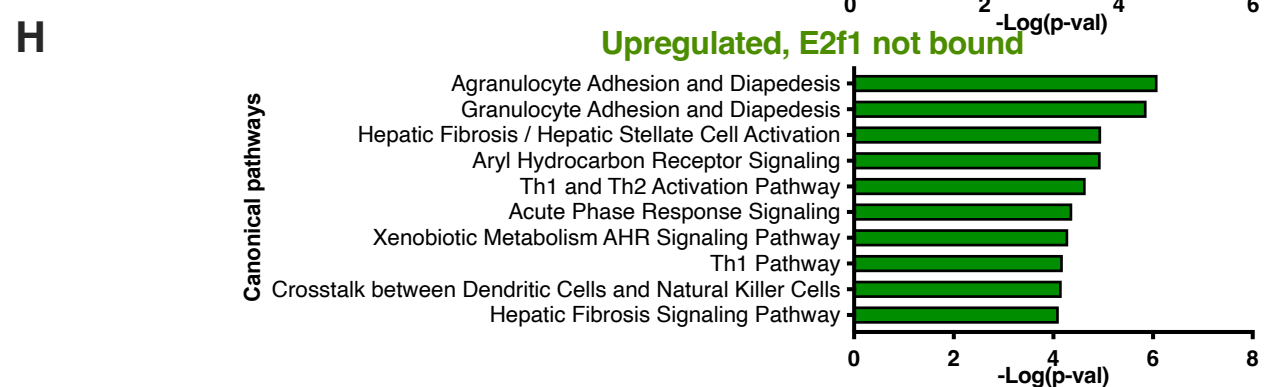 0 2 4 6
-Log(p-val)
H
Upregulated, E2f1 not bound
Canonical pathways
Agranulocyte Adhesion and Diapedesis
Granulocyte Adhesion and Diapedesis
Hepatic Fibrosis / Hepatic Stellate Cell Activation
Aryl Hydrocarbon Receptor Signaling
Th1 and Th2 Activation Pathway
Acute Phase Response Signaling
Xenobiotic Metabolism AHR Signaling Pathway
Th1 Pathway
Crosstalk between Dendritic Cells and Natural Killer Cells
Hepatic Fibrosis Signaling Pathway
0 2 4 6 8
-Log(p-val)